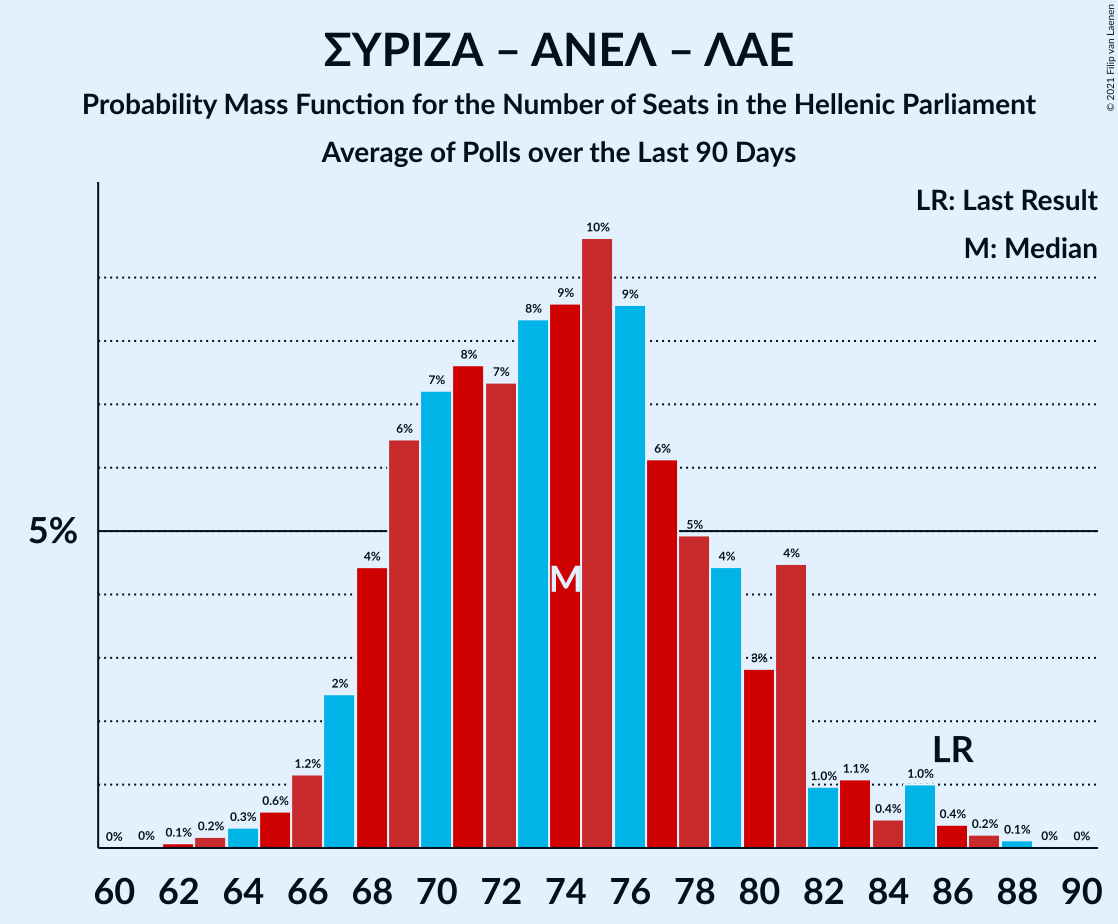 ΣΥΡΙΖΑ – ΑΝΕΛ – ΛΑΕ
Probability Mass Function for the Number of Seats in the Hellenic Parliament
Average of Polls over the Last 90 Days
© 2021 Filip van Laenen
LR: Last Result
M: Median
5%
0% 0% 0.1% 0.2% 0.3% 0.6% 1.2% 2% 4% 6% 7% 8% 7% 8% 9% 10% 9% 6% 5% 4% 3% 4% 1.0% 1.1% 0.4% 1.0% 0.4% 0.2% 0.1% 0% 0%
M
LR
60 62 64 66 68 70 72 74 76 78 80 82 84 86 88 90